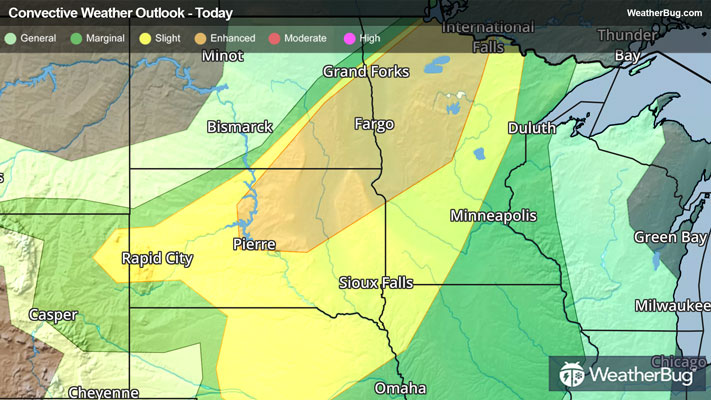 Convective Weather Outlook - Today
WeatherBug.com
General Marginal Slight Enhanced Moderate High
International
Falls
Thunder
Bay
Minot
Grand Forks
Bismarck
Fargo
Duluth
s
Minneapolis
Pierre
Green Bay
Rapid City
Sioux Falls
Casper
Milwaukee
Chicago
WeatherBug
Cheyenne
Omaha